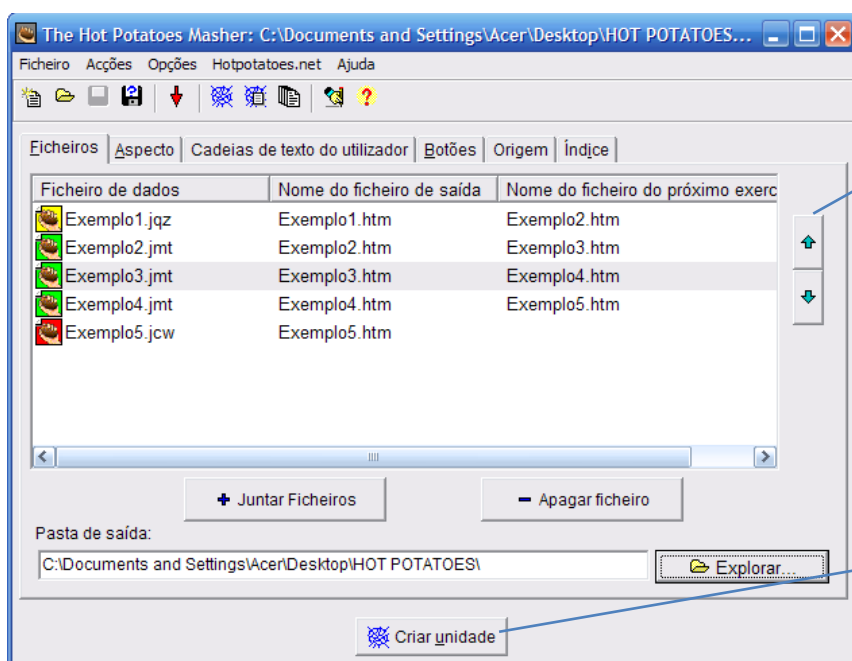 The Hot Potatoes Masher: C:\Documents and Settings\Acer\Desktop\HOT POTATOES...
Ficheiro Acções Opções Hotpotatoes.net Ajuda
Ficheiros Aspecto Cadeias de texto do utilizador Botões Origem Índice
Ficheiro de dados Nome do ficheiro de saída Nome do ficheiro do próximo exerc
Exemplo1.jqz Exemplo1.htm Exemplo2.htm
Exemplo2.jmt Exemplo2.htm Exemplo3.htm
Exemplo3.jmt Exemplo3.htm Exemplo4.htm
Exemplo4.jmt Exemplo4.htm Exemplo5.htm
Exemplo5.jcw Exemplo5.htm
Juntar Ficheiros Apagar ficheiro
Pasta de saída:
C:\Documents and Settings\Acer\Desktop\HOT POTATOES\ Explorar...
Criar unidade